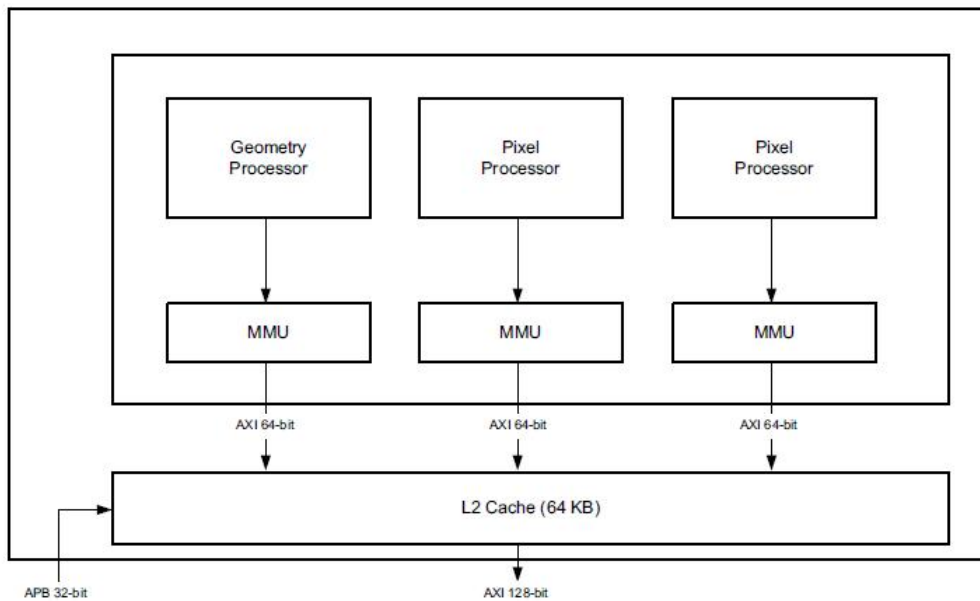 Geometry
Processor
Pixel
Processor
Pixel
Processor
MMU
MMU
MMU
AXI 64-bit
AXI 64-bit
AXI 64-bit
L2 Cache (64 KB)
APB 32-bit
AXI 128-bit